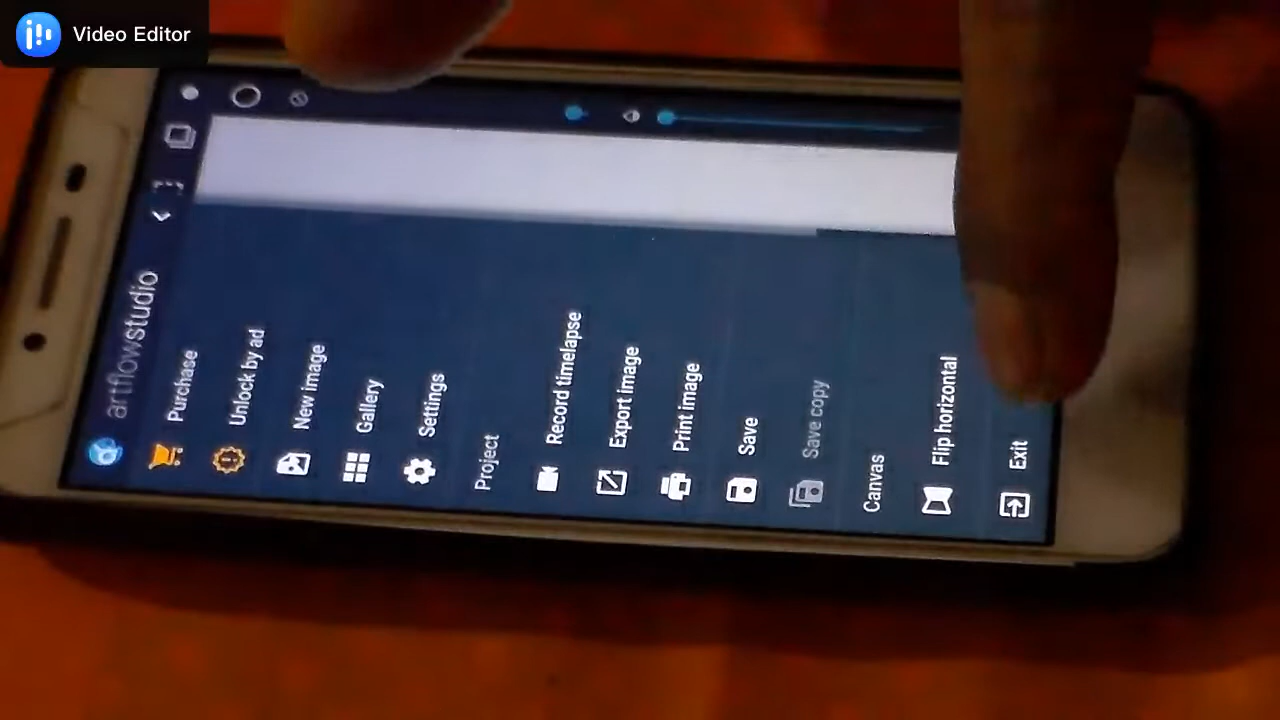 Video Editor
artflowstudio
Purchase
Unlock by ad
New image
Gallery
Settings
Project
Record timelapse
Export image
Print image
Save
Save copy
Canvas
Flip horizontal
Exit